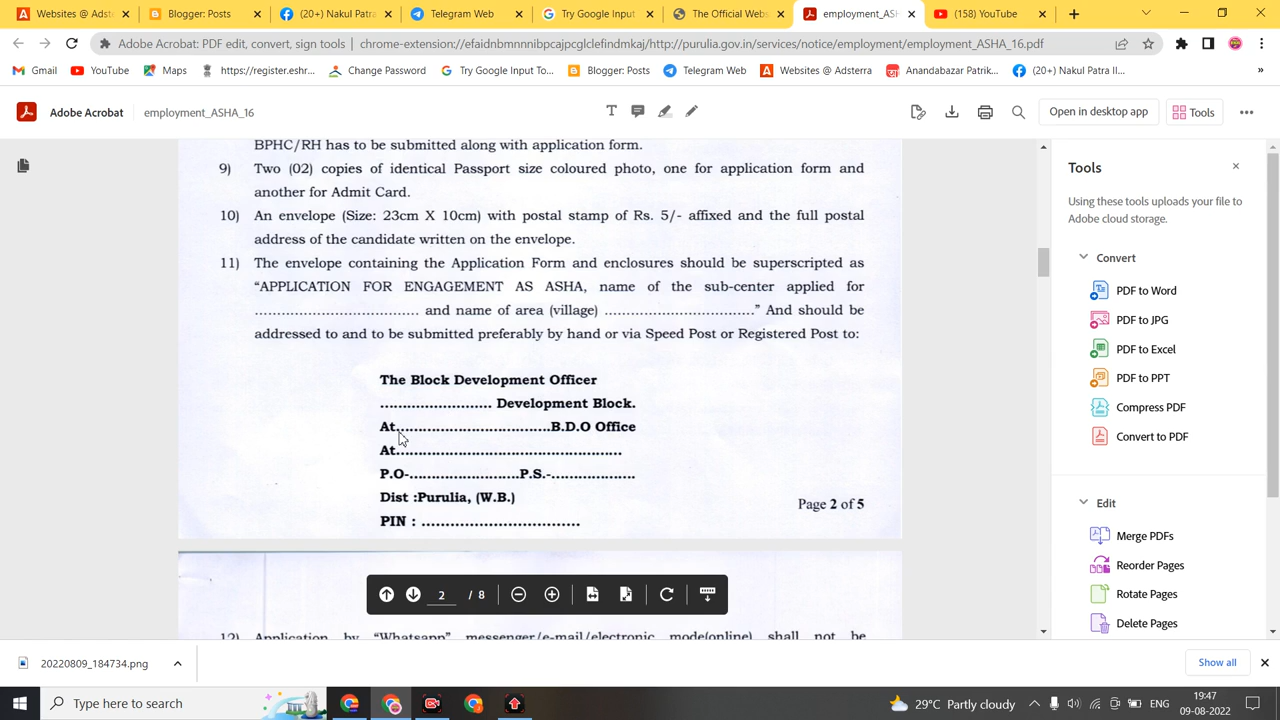 Websites @ Adst
Blogger: Posts
(20+) Nakul Patra
Telegram Web
Try Google Input
The Official Webs
employment_ASH
(158) YouTube
Adobe Acrobat: PDF edit, convert, sign tools | chrome-extension://efaidnbmnnnibpcajpcglclefindmkaj/http://purulia.gov.in/services/notice/employment/employment_ASHA_16.pdf
Gmail YouTube Maps https://register.eshr... Change Password Try Google Input To... Blogger: Posts Telegram Web Websites @ Adsterra Anandabazar Patrik... (20+) Nakul Patra ll... »
Adobe Acrobat employment_ASHA_16 Open in desktop app Tools
BPHC/RH has to be submitted along with application form.
9) Two (02) copies of identical Passport size coloured photo, one for application form and
another for Admit Card.
10) An envelope (Size: 23cm X 10cm) with postal stamp of Rs. 5/- affixed and the full postal
address of the candidate written on the envelope.
11) The envelope containing the Application Form and enclosures should be superscripted as
“APPLICATION FOR ENGAGEMENT AS ASHA, name of the sub-center applied for
..................................... and name of area (village) ..................................” And should be
addressed to and to be submitted preferably by hand or via Speed Post or Registered Post to:
The Block Development Officer
......................... Development Block.
At..................................B.D.O Office
At..................................................
P.O-........................P.S.-...................
Dist :Purulia, (W.B.)
PIN : .................................
Page 2 of 5
2 / 8
12) Application by “Whatsapp” messenger/e-mail/electronic mode(online) shall not be
Tools
Using these tools uploads your file to
Adobe cloud storage.
Convert
PDF to Word
PDF to JPG
PDF to Excel
PDF to PPT
Compress PDF
Convert to PDF
Edit
Merge PDFs
Reorder Pages
Rotate Pages
Delete Pages
20220809_184734.png
Show all
Type here to search
29°C Partly cloudy
19:47
09-08-2022